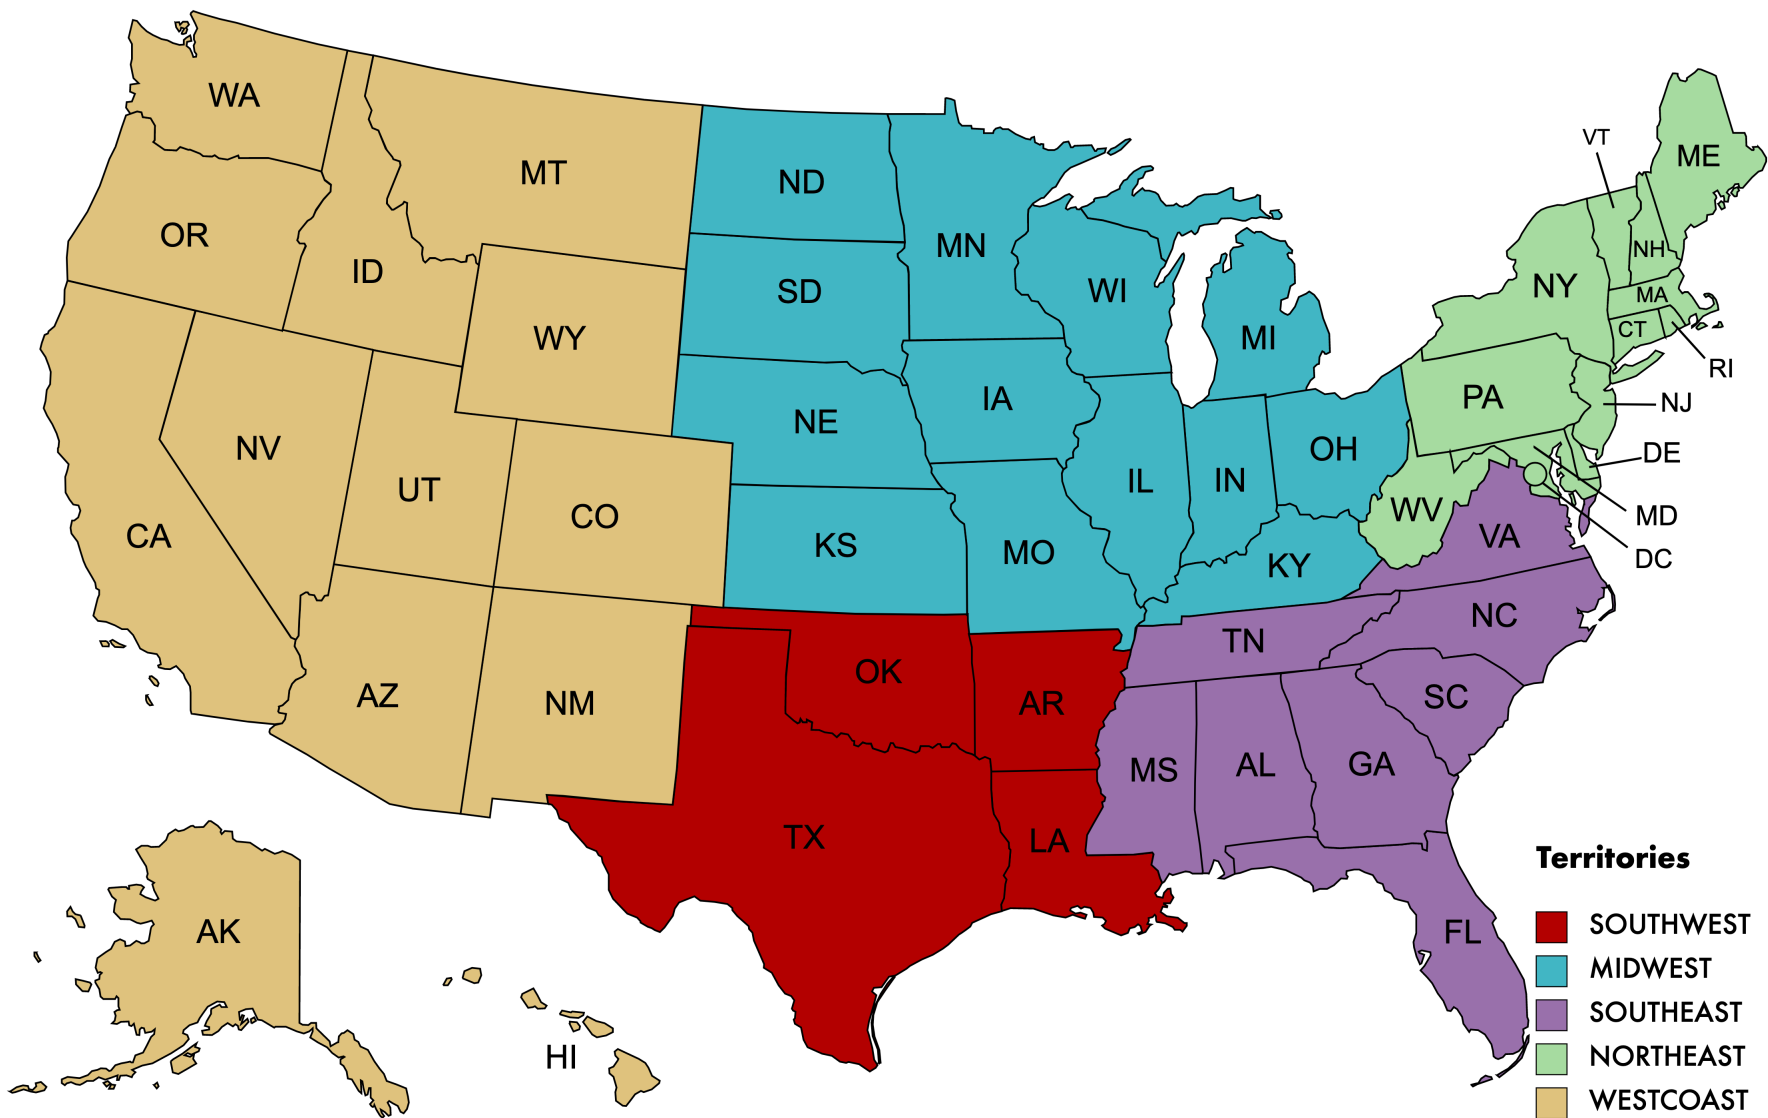 WA
MT
ND
MN
VT
ME
OR
ID
SD
WI
MI
NY
NH
MA
CT
RI
WY
NE
IA
PA
NJ
NV
UT
CO
IL
IN
OH
DE
CA
KS
MO
KY
WV
VA
MD
DC
AZ
NM
OK
AR
TN
NC
SC
TX
LA
MS
AL
GA
FL
AK
HI
Territories
SOUTHWEST
MIDWEST
SOUTHEAST
NORTHEAST
WESTCOAST